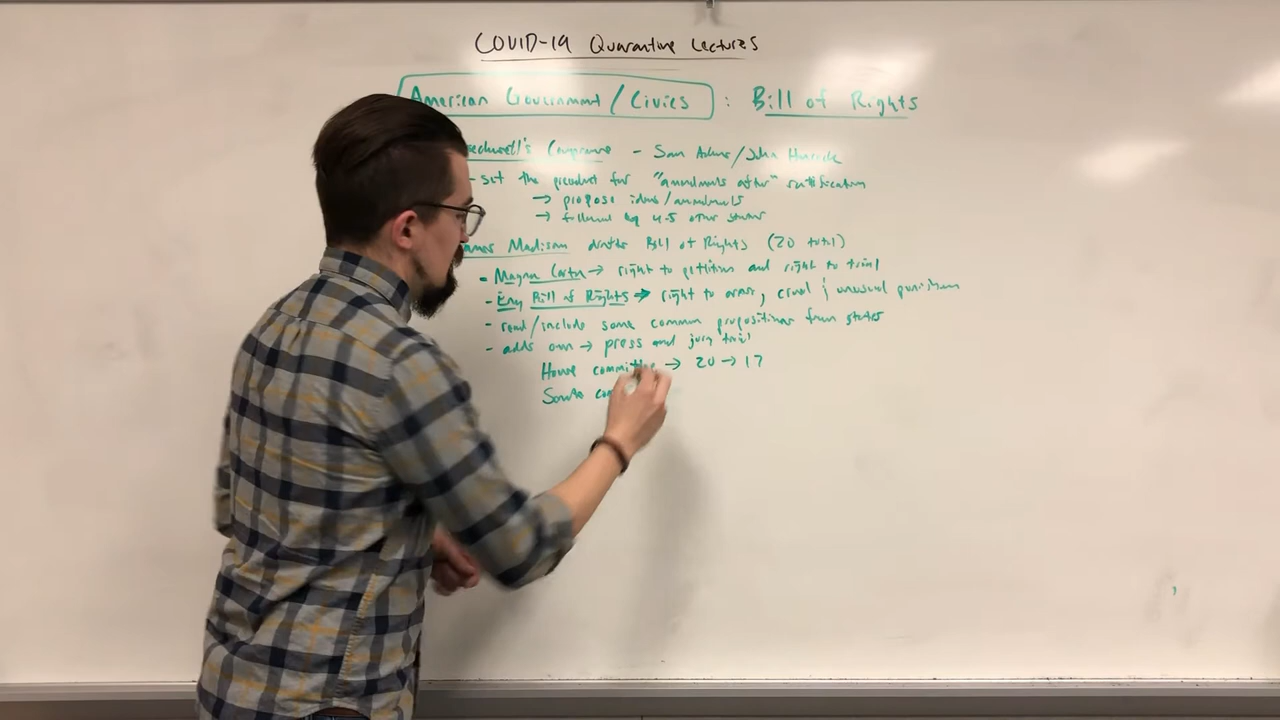 COVID-19 Quarantine Lectures
American Government / Civics : Bill of Rights
Compromise - Sam Adams/John Hancock
- set the precedent for "amendments after" ratification
→ propose ideas/amendments
→ followed by 4-5 other states
James Madison drafts Bill of Rights (20 total)
- Magna Carta → right to petition and right to trial
- Eng Bill of Rights → right to arms, cruel & unusual punishment
- read/include some common propositions from states
- adds own → press and jury trial
House committee → 20 → 17
Senate com